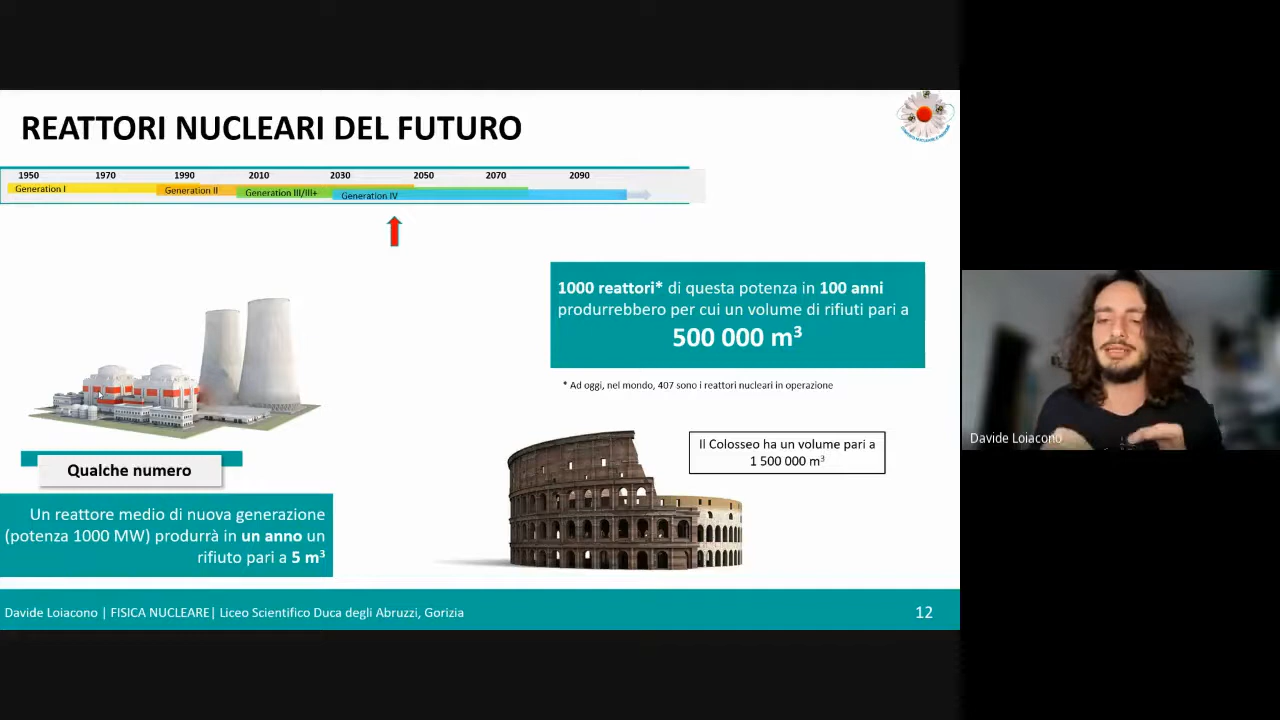 REATTORI NUCLEARI DEL FUTURO
1950 1970 1990 2010 2030 2050 2070 2090
Generation I
Generation II
Generation III/III+
Generation IV
1000 reattori* di questa potenza in 100 anni
produrrebbero per cui un volume di rifiuti pari a
500 000 m³
* Ad oggi, nel mondo, 407 sono i reattori nucleari in operazione
Il Colosseo ha un volume pari a
1 500 000 m³
Qualche numero
Un reattore medio di nuova generazione
(potenza 1000 MW) produrrà in un anno un
rifiuto pari a 5 m³
Davide Loiacono | FISICA NUCLEARE| Liceo Scientifico Duca degli Abruzzi, Gorizia
12
Davide Loiacono